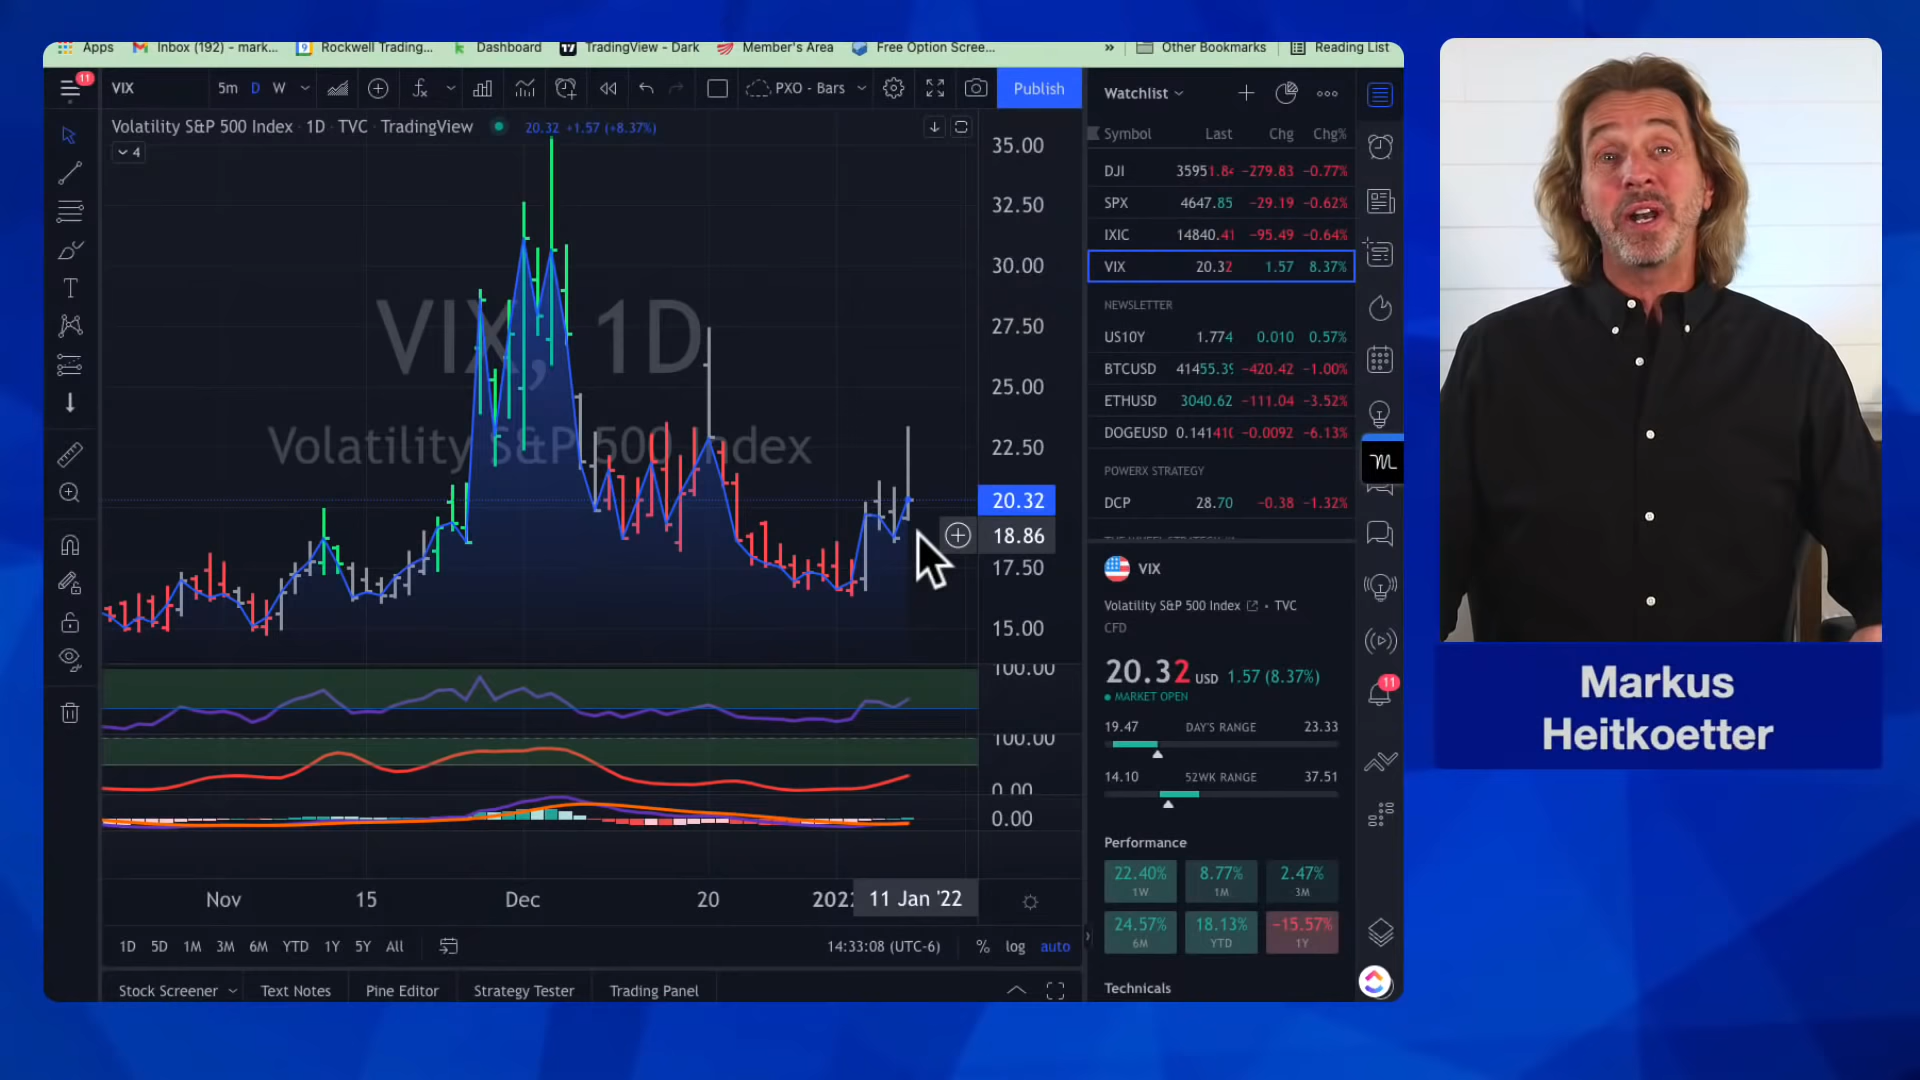 Apps
Inbox (192) - mark...
Rockwell Trading...
Dashboard
TradingView - Dark
Member's Area
Free Option Scree...
»
Other Bookmarks
Reading List
11
VIX
5m
D
W
PXO - Bars
Publish
Volatility S&P 500 Index · 1D · TVC · TradingView
20.32 +1.57 (+8.37%)
4
VIX, 1D
Volatility S&P 500 Index
35.00
32.50
30.00
27.50
25.00
22.50
20.32
18.86
17.50
15.00
100.00
100.00
0.00
0.00
Nov
15
Dec
20
2022
11 Jan '22
1D 5D 1M 3M 6M YTD 1Y 5Y All
14:33:08 (UTC-6)
% log auto
Stock Screener
Text Notes
Pine Editor
Strategy Tester
Trading Panel
Watchlist
Symbol Last Chg Chg%
DJI 35951.84 −279.83 −0.77%
SPX 4647.85 −29.19 −0.62%
IXIC 14840.41 −95.49 −0.64%
VIX 20.32 1.57 8.37%
NEWSLETTER
US10Y 1.774 0.010 0.57%
BTCUSD 41455.39 −420.42 −1.00%
ETHUSD 3040.62 −111.04 −3.52%
DOGEUSD 0.141410 −0.0092 −6.13%
POWERX STRATEGY
DCP 28.70 −0.38 −1.32%
VIX
Volatility S&P 500 Index · TVC
CFD
20.32 USD 1.57 (8.37%)
MARKET OPEN
19.47 DAY'S RANGE 23.33
14.10 52WK RANGE 37.51
Performance
22.40% 8.77% 2.47%
1W 1M 3M
24.57% 18.13% −15.57%
6M YTD 1Y
Technicals
11
Markus
Heitkoetter